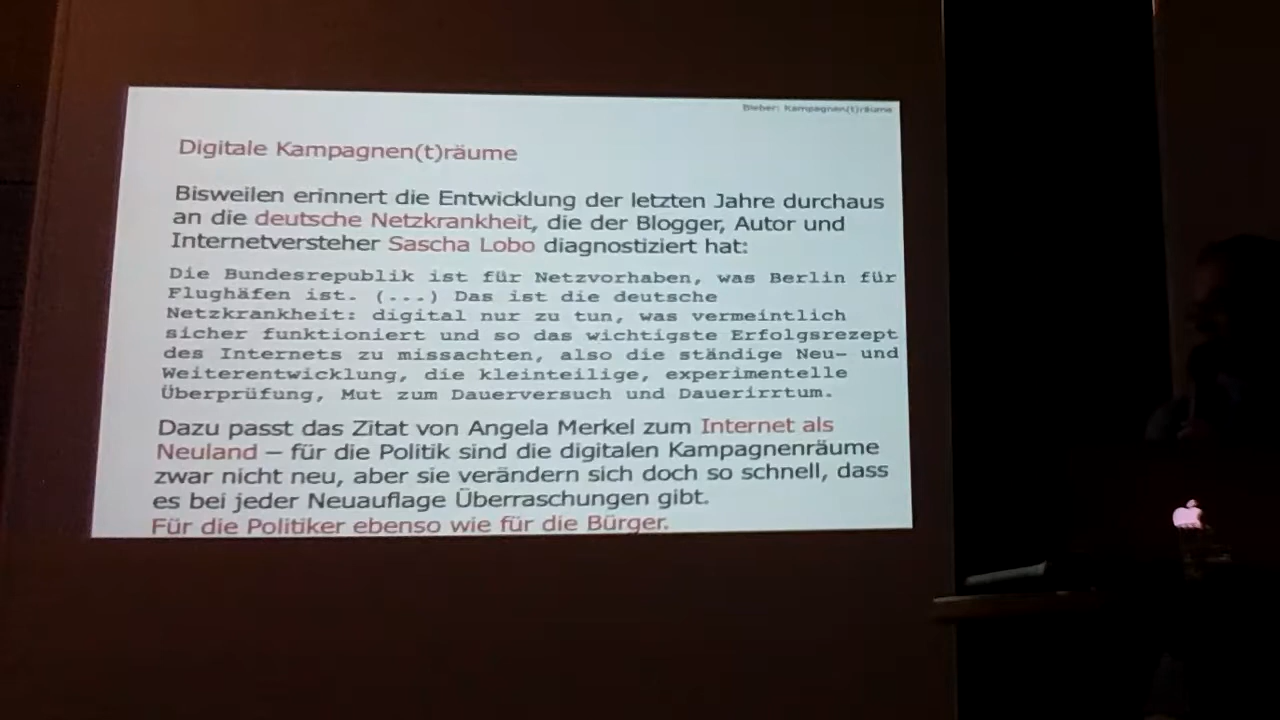 Bieber: Kampagnen(t)räume
Digitale Kampagnen(t)räume
Bisweilen erinnert die Entwicklung der letzten Jahre durchaus
an die deutsche Netzkrankheit, die der Blogger, Autor und
Internetversteher Sascha Lobo diagnostiziert hat:
Die Bundesrepublik ist für Netzvorhaben, was Berlin für
Flughäfen ist. (...) Das ist die deutsche
Netzkrankheit: digital nur zu tun, was vermeintlich
sicher funktioniert und so das wichtigste Erfolgsrezept
des Internets zu missachten, also die ständige Neu- und
Weiterentwicklung, die kleinteilige, experimentelle
Überprüfung, Mut zum Dauerversuch und Dauerirrtum.
Dazu passt das Zitat von Angela Merkel zum Internet als
Neuland – für die Politik sind die digitalen Kampagnenräume
zwar nicht neu, aber sie verändern sich doch so schnell, dass
es bei jeder Neuauflage Überraschungen gibt.
Für die Politiker ebenso wie für die Bürger.